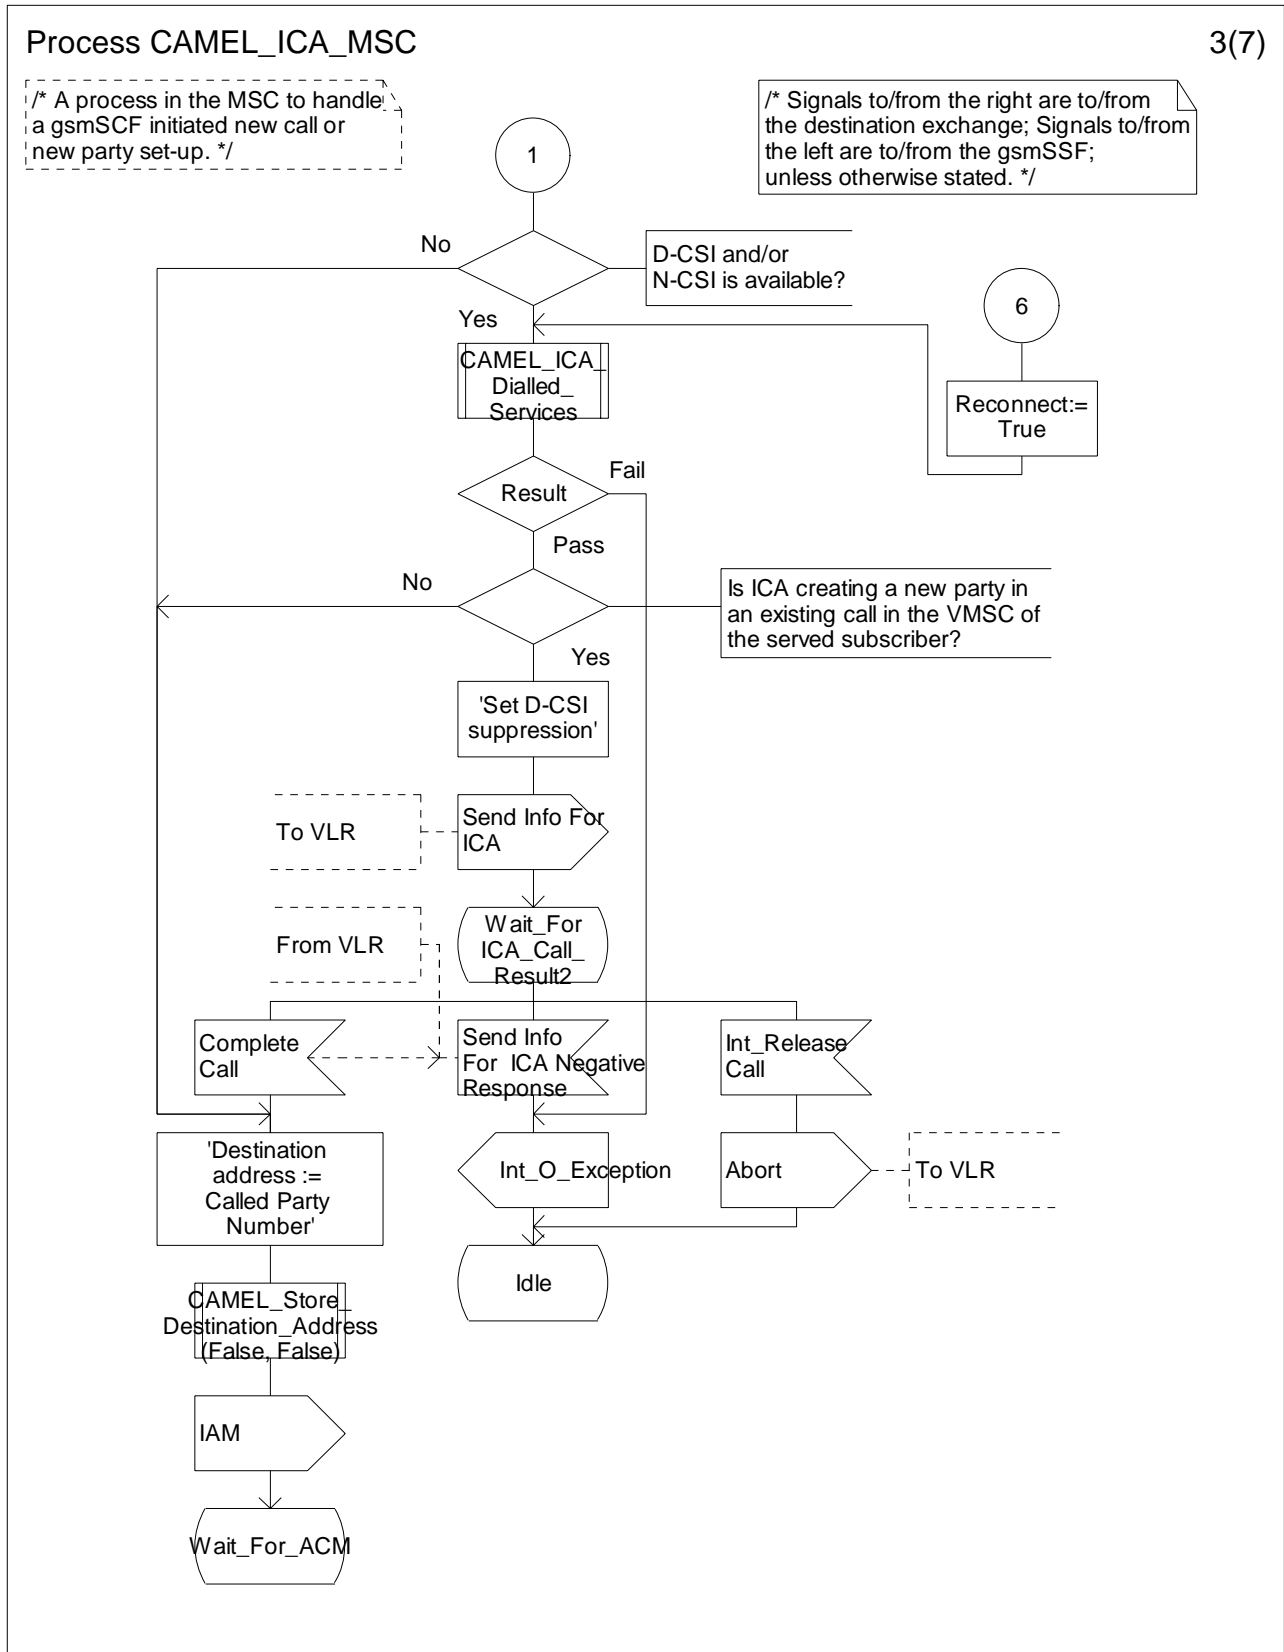 Process CAMEL_ICA_MSC
3(7)
/* A process in the MSC to handle
a gsmSCF initiated new call or
new party set-up. */
/* Signals to/from the right are to/from
the destination exchange; Signals to/from
the left are to/from the gsmSSF;
unless otherwise stated. */
1
No
D-CSI and/or
N-CSI is available?
6
Yes
CAMEL_ICA_
Dialled_
Services
Reconnect:=
True
Fail
Result
Pass
No
Is ICA creating a new party in
an existing call in the VMSC of
the served subscriber?
Yes
'Set D-CSI
suppression'
To VLR
Send Info For
ICA
From VLR
Wait_For
ICA_Call_
Result2
Complete
Call
Send Info
For ICA Negative
Response
Int_Release
Call
'Destination
address :=
Called Party
Number'
Int_O_Exception
Abort
To VLR
Idle
CAMEL_Store_
Destination_Address
(False, False)
IAM
Wait_For_ACM